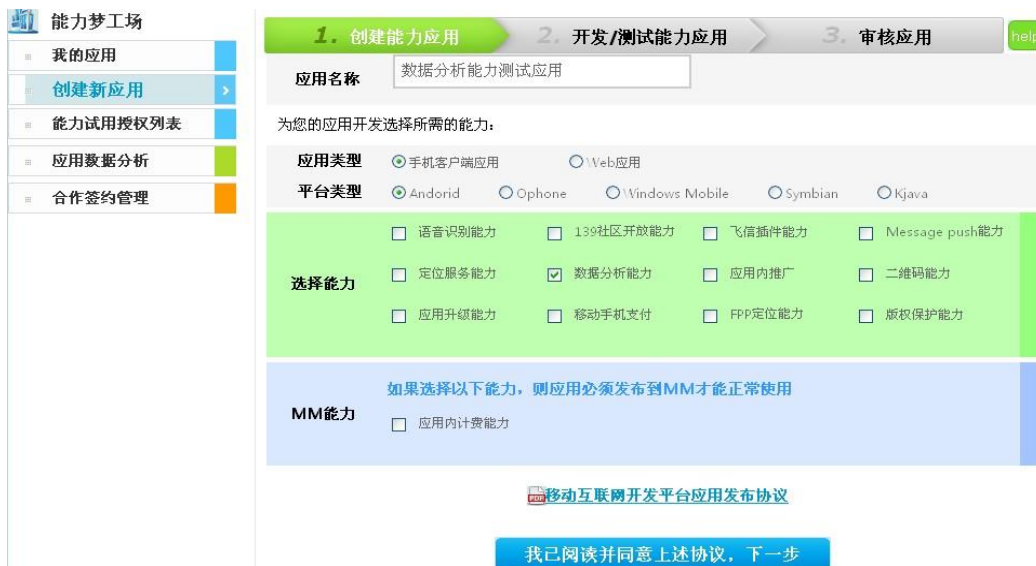 能力梦工场
我的应用
创建新应用
能力试用授权列表
应用数据分析
合作签约管理
1. 创建能力应用 2. 开发/测试能力应用 3. 审核应用 help
应用名称 数据分析能力测试应用
为您的应用开发选择所需的能力：
应用类型 手机客户端应用 Web应用
平台类型 Andorid Ophone Windows Mobile Symbian Kjava
语音识别能力 139社区开放能力 飞信插件能力 Message push能力
选择能力 定位服务能力 数据分析能力 应用内推广 二维码能力
应用升级能力 移动手机支付 FPP定位能力 版权保护能力
如果选择以下能力，则应用必须发布到MM才能正常使用
MM能力 应用内计费能力
PDF 移动互联网开发平台应用发布协议
我已阅读并同意上述协议，下一步